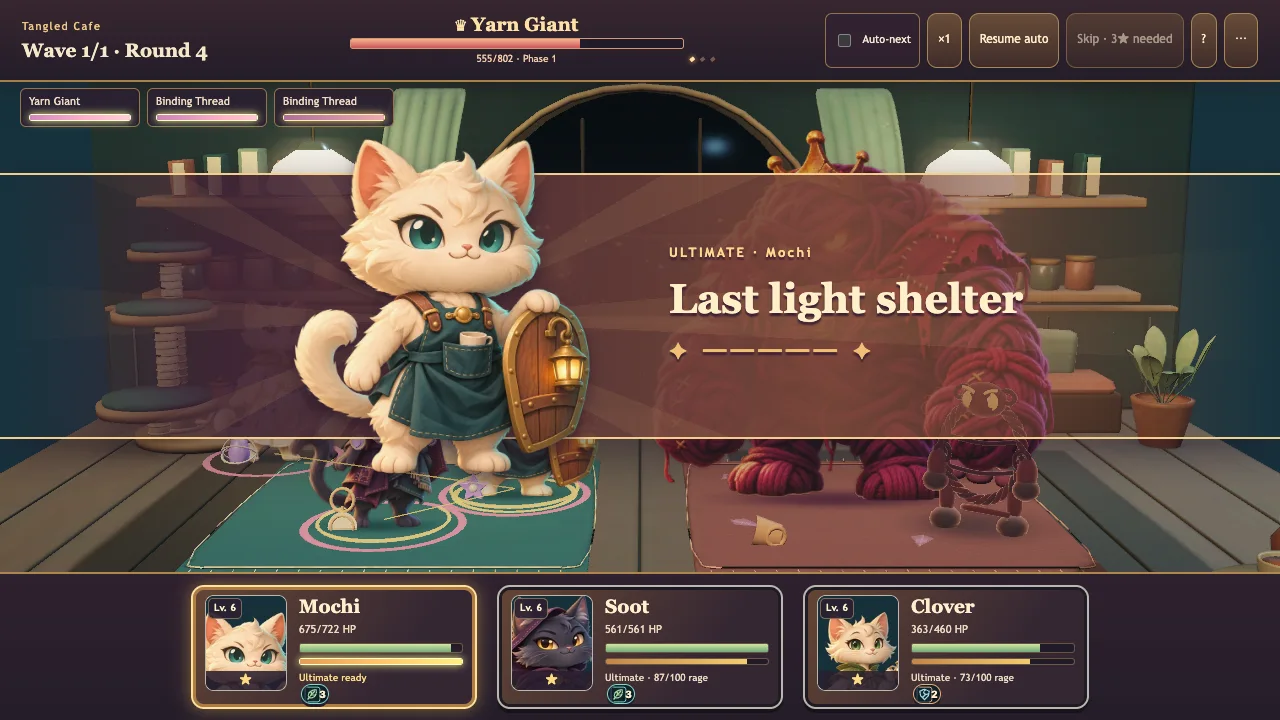 Tangled Cafe
Wave 1/1 · Round 4
Yarn Giant
555/802 · Phase 1
Auto-next
×1
Resume auto
Skip · 3★ needed
?
...
Yarn Giant
Binding Thread
Binding Thread
ULTIMATE · Mochi
Last light shelter
Lv. 6
Mochi
675/722 HP
Ultimate ready
3
Lv. 6
Soot
561/561 HP
Ultimate · 87/100 rage
3
Lv. 6
Clover
363/460 HP
Ultimate · 73/100 rage
2